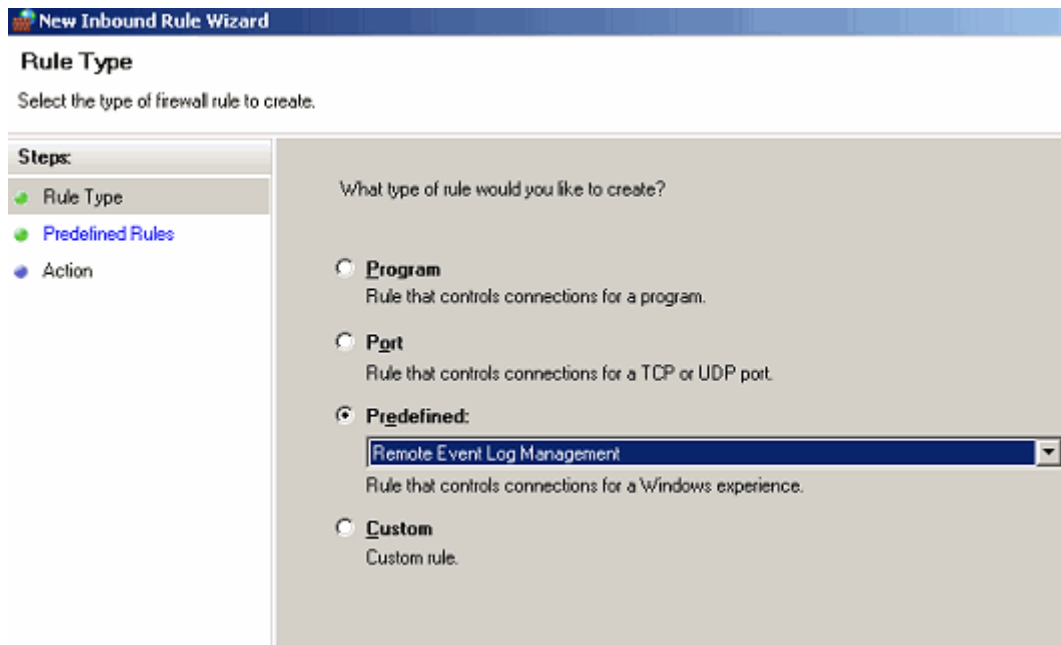 New Inbound Rule Wizard
Rule Type
Select the type of firewall rule to create.
Steps:
Rule Type
Predefined Rules
Action
What type of rule would you like to create?
Program
Rule that controls connections for a program.
Port
Rule that controls connections for a TCP or UDP port.
Predefined:
Remote Event Log Management
Rule that controls connections for a Windows experience.
Custom
Custom rule.